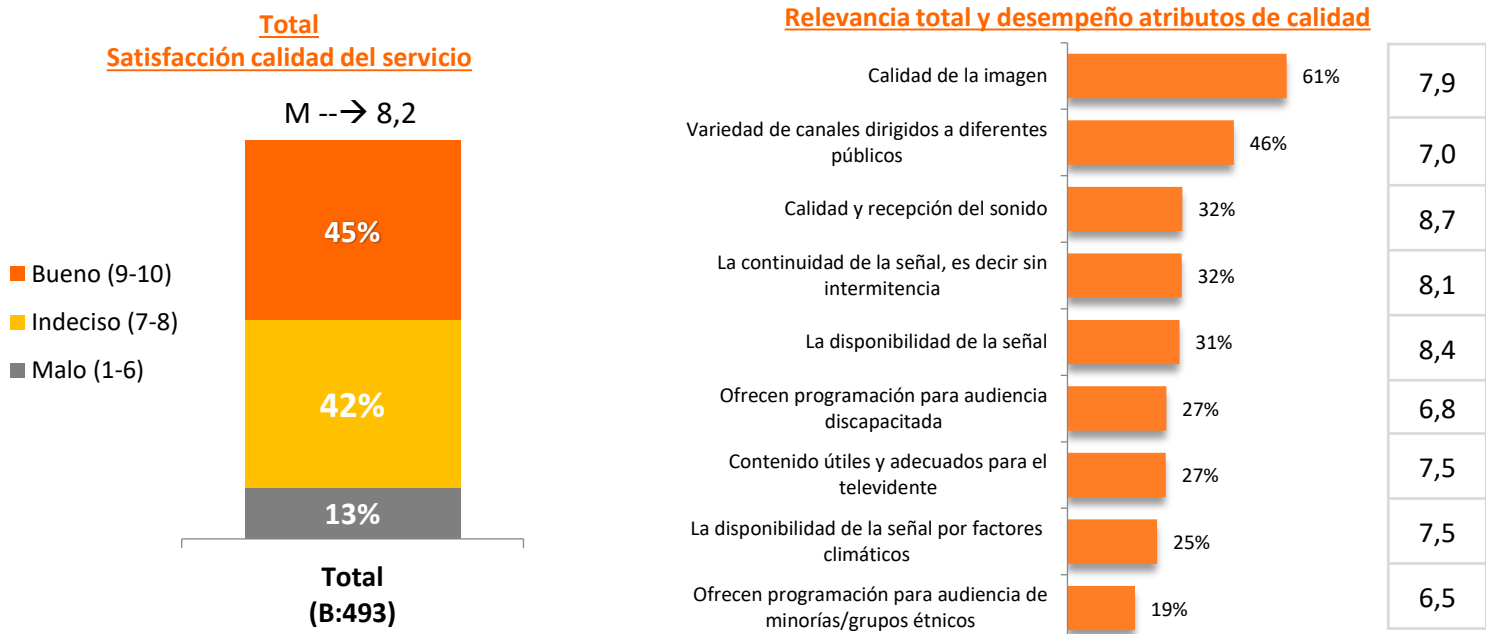 Total
Satisfacción calidad del servicio
M --→ 8,2
45%
42%
13%
Bueno (9-10)
Indeciso (7-8)
Malo (1-6)
Total
(B:493)
Relevancia total y desempeño atributos de calidad
Calidad de la imagen
61%
7,9
Variedad de canales dirigidos a diferentes
públicos
46%
7,0
Calidad y recepción del sonido
32%
8,7
La continuidad de la señal, es decir sin
intermitencia
32%
8,1
La disponibilidad de la señal
31%
8,4
Ofrecen programación para audiencia
discapacitada
27%
6,8
Contenido útiles y adecuados para el
televidente
27%
7,5
La disponibilidad de la señal por factores
climáticos
25%
7,5
Ofrecen programación para audiencia de
minorías/grupos étnicos
19%
6,5